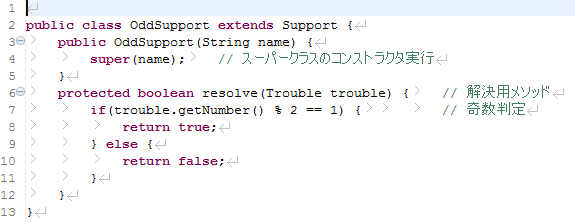 1
2 public class OddSupport extends Support {
3 public OddSupport(String name) {
4 super(name); // スーパークラスのコンストラクタ実行
5 }
6 protected boolean resolve(Trouble trouble) { // 解決用メソッド
7 if(trouble.getNumber() % 2 == 1) { // 奇数判定
8 return true;
9 } else {
10 return false;
11 }
12 }
13 }